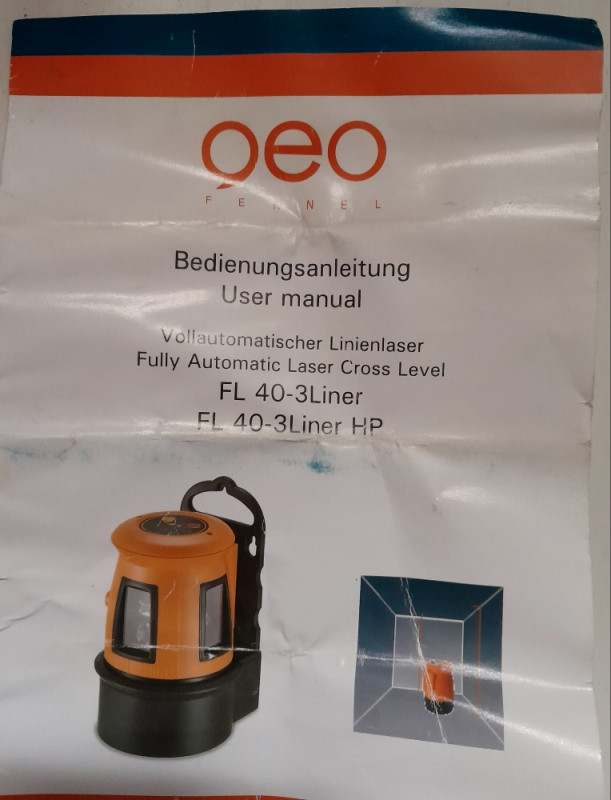 geo
FENNEL
Bedienungsanleitung
User manual
Vollautomatischer Linienlaser
Fully Automatic Laser Cross Level
FL 40-3Liner
FL 40-3Liner HP